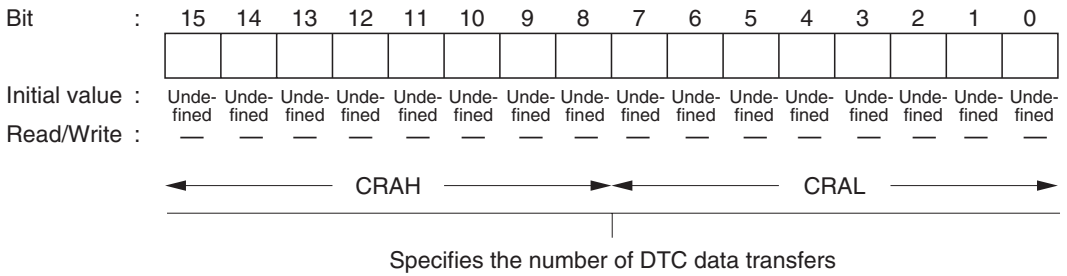 Bit : 15 14 13 12 11 10 9 8 7 6 5 4 3 2 1 0
Initial value : Unde- Unde- Unde- Unde- Unde- Unde- Unde- Unde- Unde- Unde- Unde- Unde- Unde- Unde- Unde- Unde-
fined fined fined fined fined fined fined fined fined fined fined fined fined fined fined fined
Read/Write : — — — — — — — — — — — — — — — —
CRAH CRAL
Specifies the number of DTC data transfers